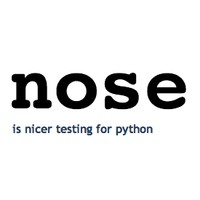 nose
is nicer testing for python